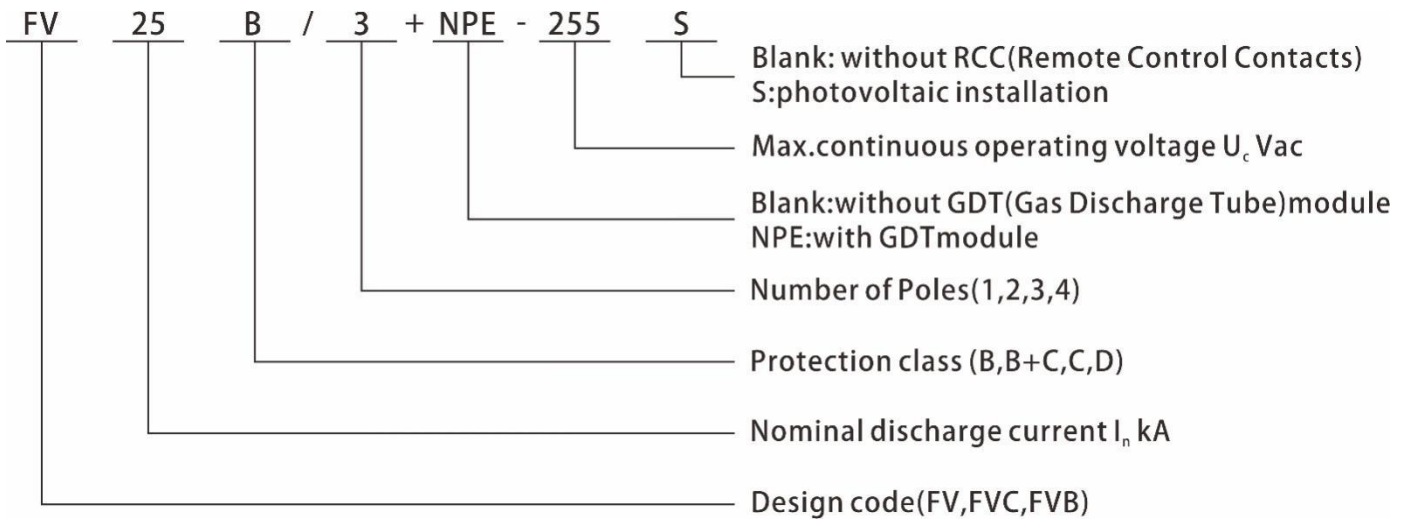 FV 25 B / 3 + NPE - 255 S
Blank: without RCC(Remote Control Contacts)
S:photovoltaic installation
Max.continuous operating voltage Uc Vac
Blank:without GDT(Gas Discharge Tube)module
NPE:with GDTmodule
Number of Poles(1,2,3,4)
Protection class (B,B+C,C,D)
Nominal discharge current In kA
Design code(FV,FVC,FVB)